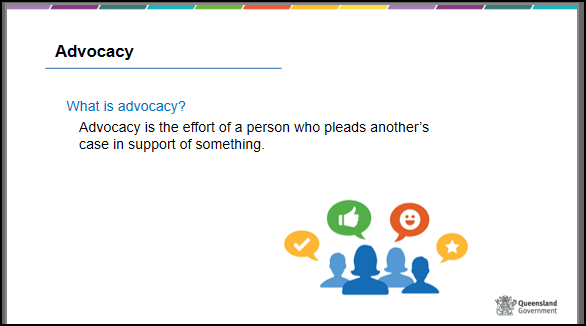 Advocacy
What is advocacy?
Advocacy is the effort of a person who pleads another’s
case in support of something.
Queensland
Government